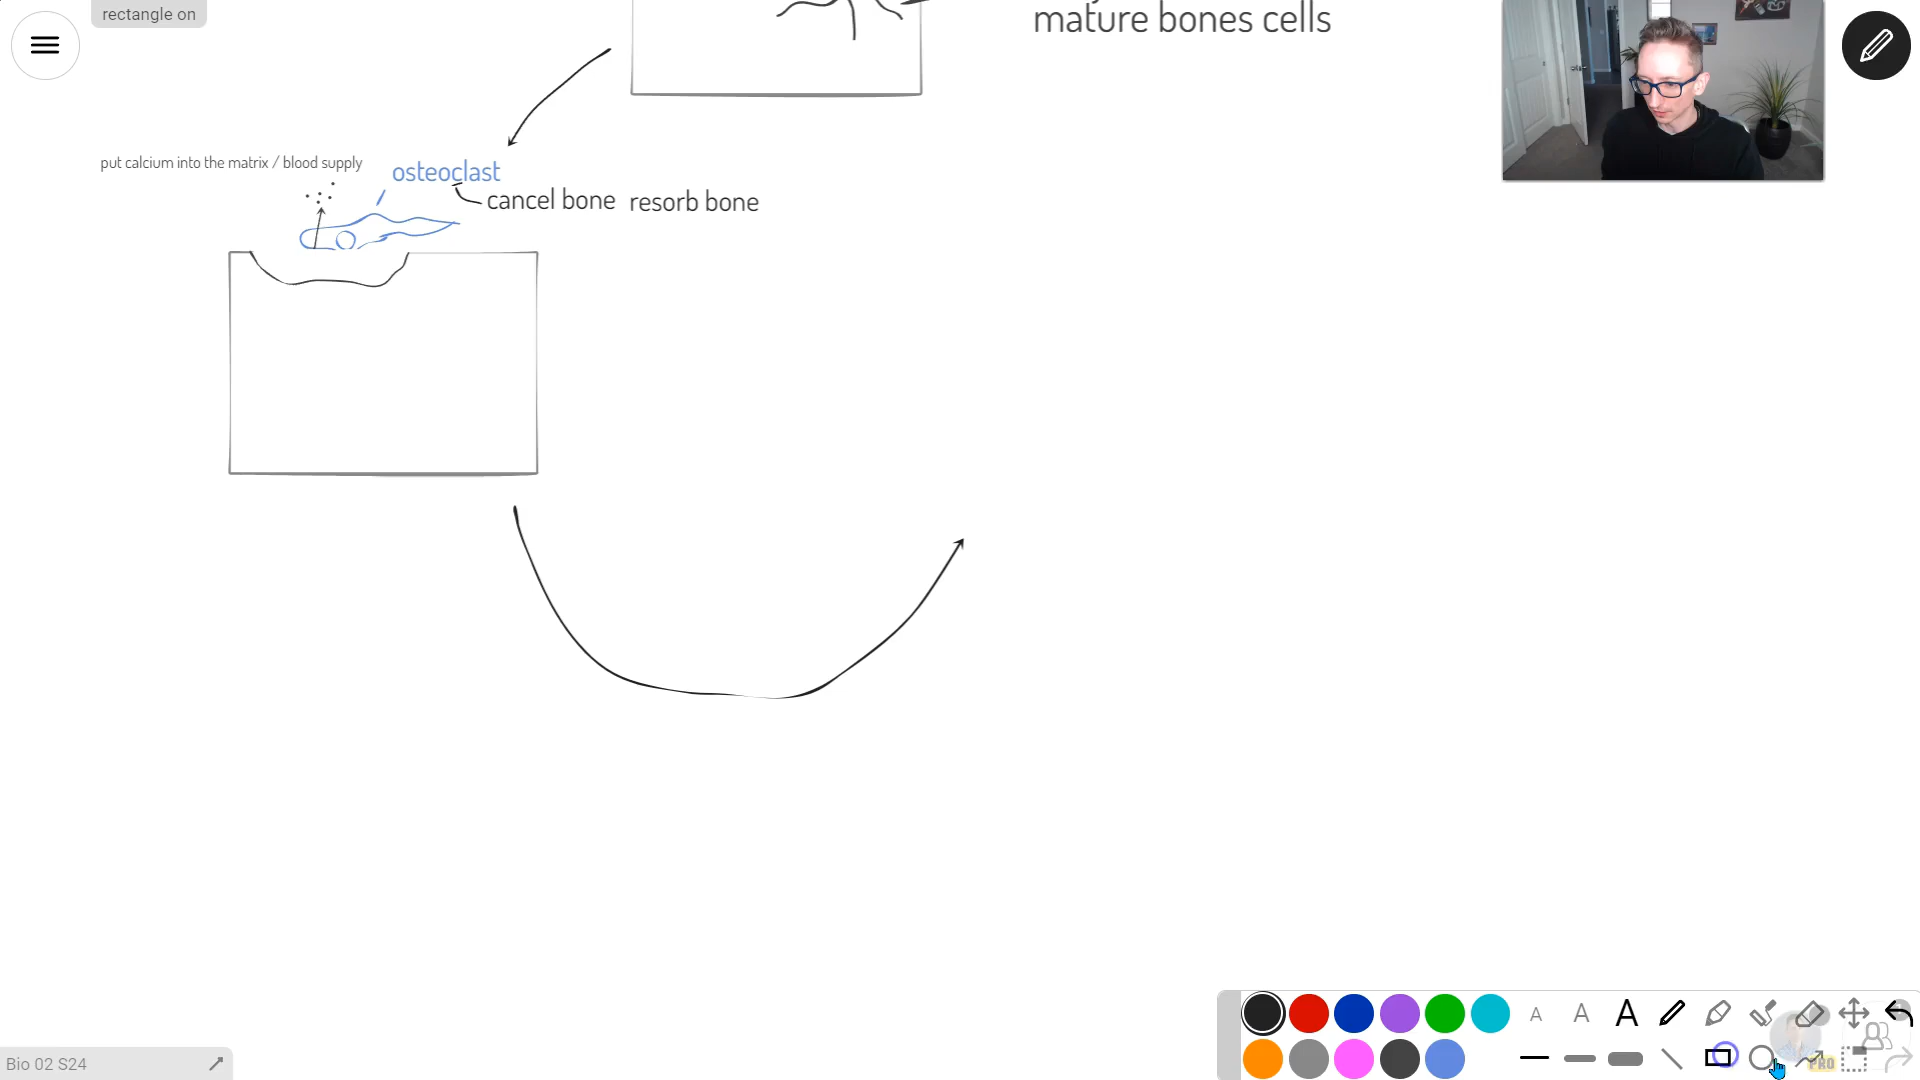 rectangle on
mature bones cells
put calcium into the matrix / blood supply
osteoclast
cancel bone resorb bone
A A A
PRO
Bio 02 S24